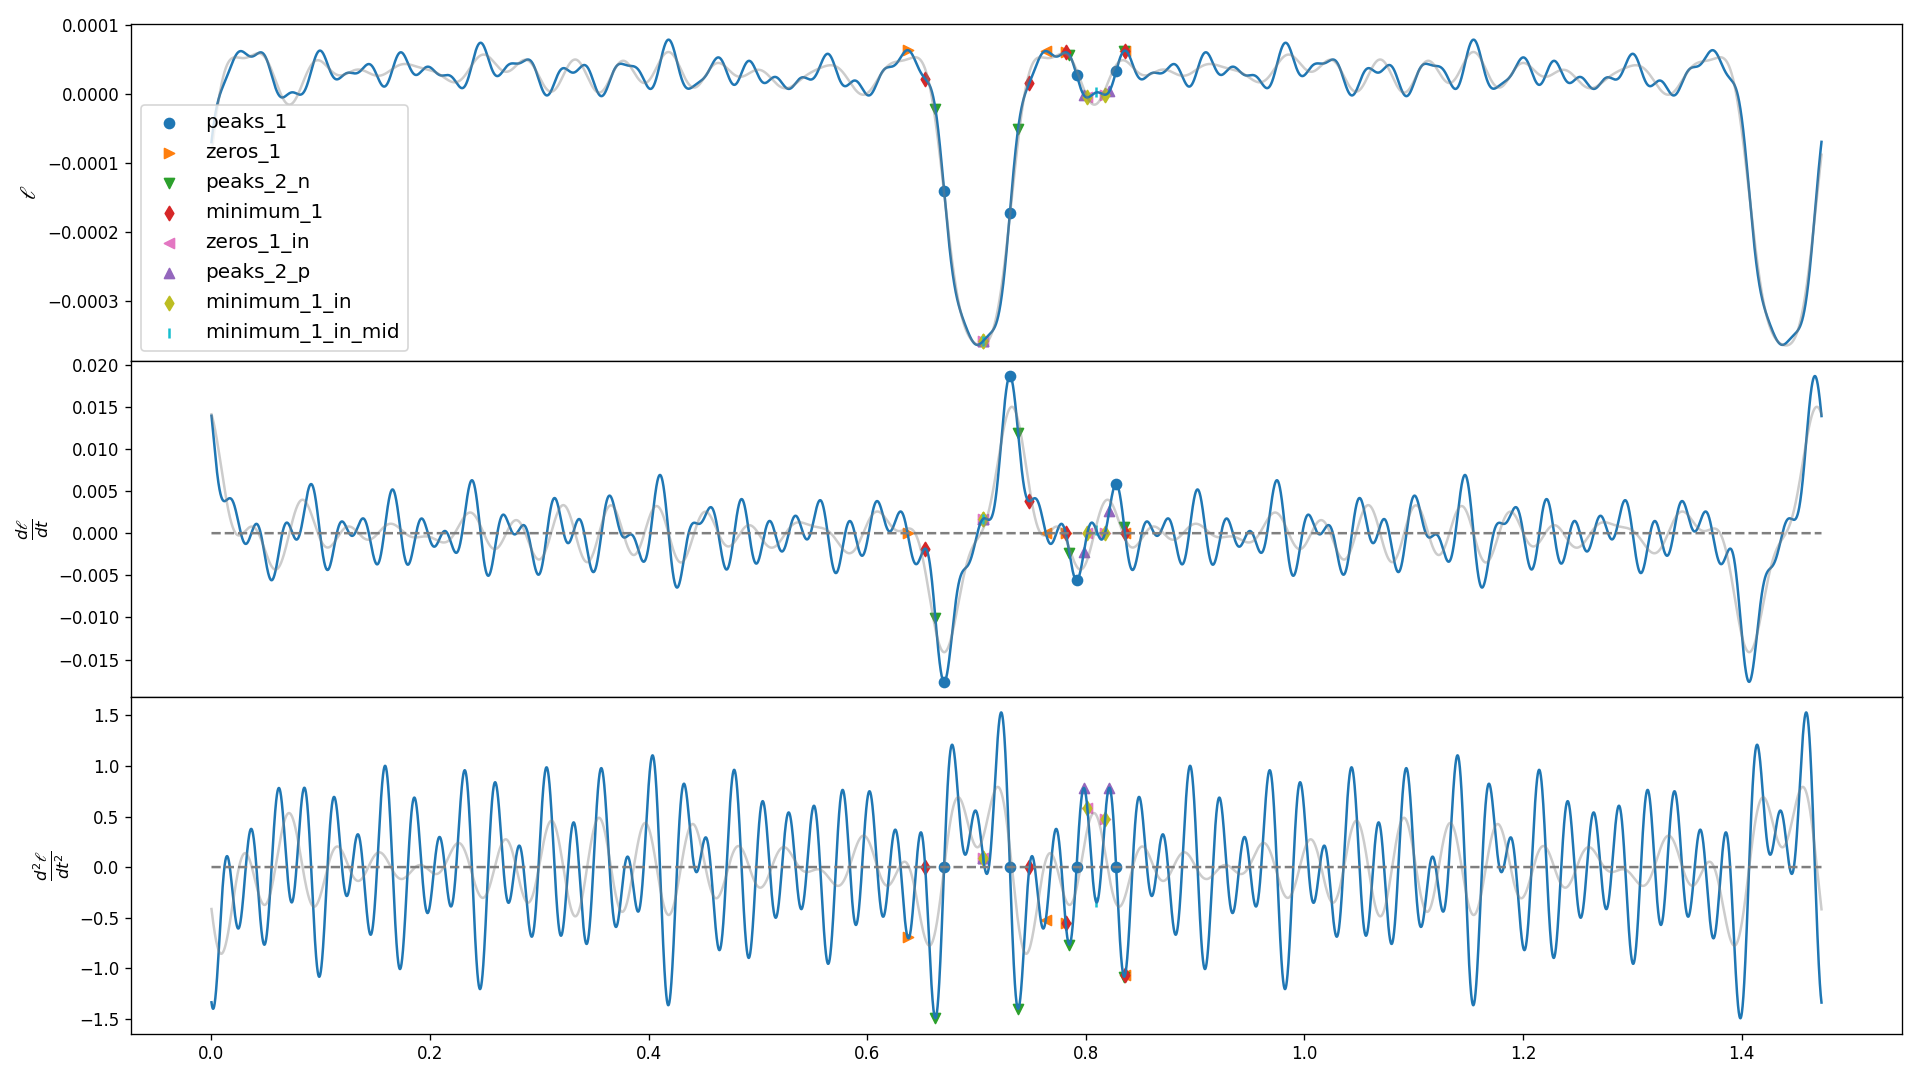 0.0001
0.0000
−0.0001
−0.0002
−0.0003
ℓ
peaks_1
zeros_1
peaks_2_n
minimum_1
zeros_1_in
peaks_2_p
minimum_1_in
minimum_1_in_mid
0.020
0.015
0.010
0.005
0.000
−0.005
−0.010
−0.015
dℓ
dt
1.5
1.0
0.5
0.0
−0.5
−1.0
−1.5
d²ℓ
dt²
0.0 0.2 0.4 0.6 0.8 1.0 1.2 1.4